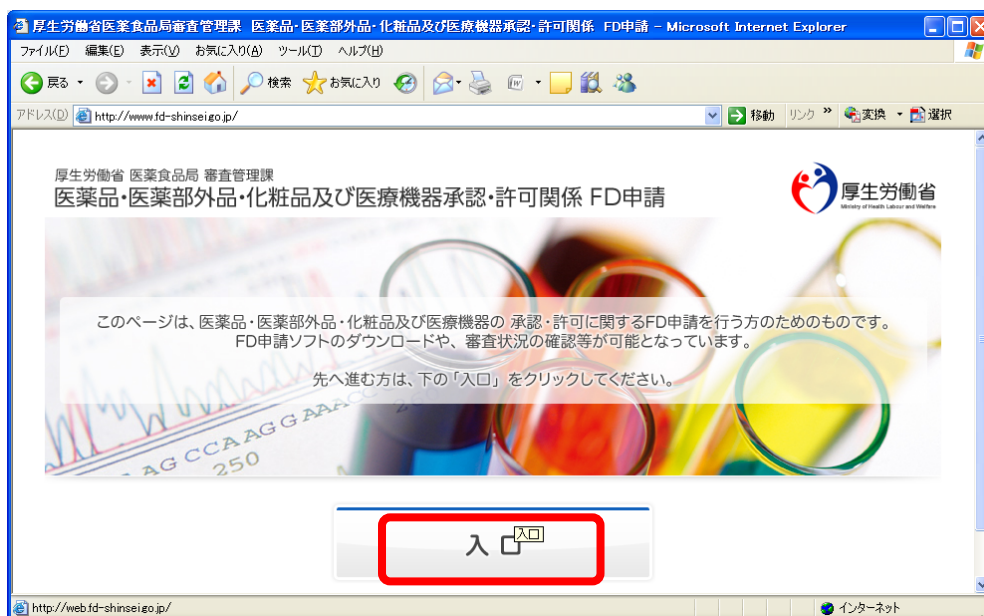 厚生労働省医薬食品局審査管理課 医薬品･医薬部外品･化粧品及び医療機器承認･許可関係 FD申請 - Microsoft Internet Explorer
ファイル(F) 編集(E) 表示(V) お気に入り(A) ツール(T) ヘルプ(H)
戻る 検索 お気に入り
アドレス(D) http://www.fd-shinsei.go.jp/ 移動 リンク » 変換 選択
厚生労働省 医薬食品局 審査管理課
医薬品・医薬部外品・化粧品及び医療機器承認・許可関係 FD申請
厚生労働省
Ministry of Health, Labour and Welfare
このページは、医薬品・医薬部外品・化粧品及び医療機器の 承認・許可に関するFD申請を行う方のためのものです。
FD申請ソフトのダウンロードや、審査状況の確認等が可能となっています。
先へ進む方は、下の「入口」をクリックしてください。
AG CCAAAG GAAAC
250
260
入口
入口
http://web.fd-shinsei.go.jp/ インターネット